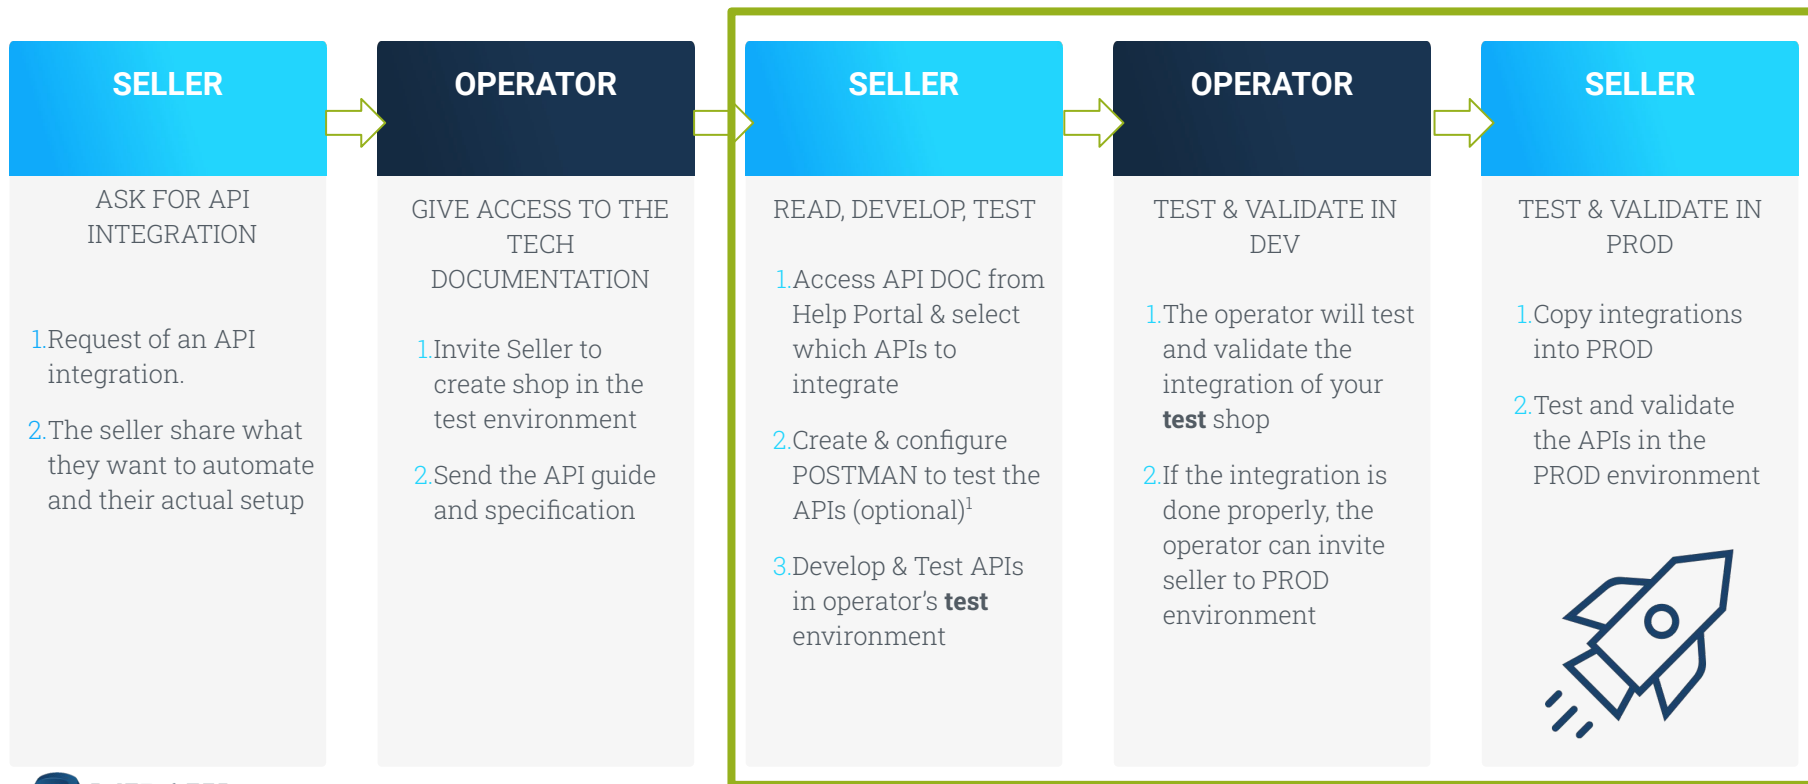 SELLER
ASK FOR API
INTEGRATION
1.Request of an API
integration.
2.The seller share what
they want to automate
and their actual setup
OPERATOR
GIVE ACCESS TO THE
TECH
DOCUMENTATION
1.Invite Seller to
create shop in the
test environment
2.Send the API guide
and specification
SELLER
READ, DEVELOP, TEST
1.Access API DOC from
Help Portal & select
which APIs to
integrate
2.Create & configure
POSTMAN to test the
APIs (optional)¹
3.Develop & Test APIs
in operator’s test
environment
OPERATOR
TEST & VALIDATE IN
DEV
1.The operator will test
and validate the
integration of your
test shop
2.If the integration is
done properly, the
operator can invite
seller to PROD
environment
SELLER
TEST & VALIDATE IN
PROD
1.Copy integrations
into PROD
2.Test and validate
the APIs in the
PROD environment